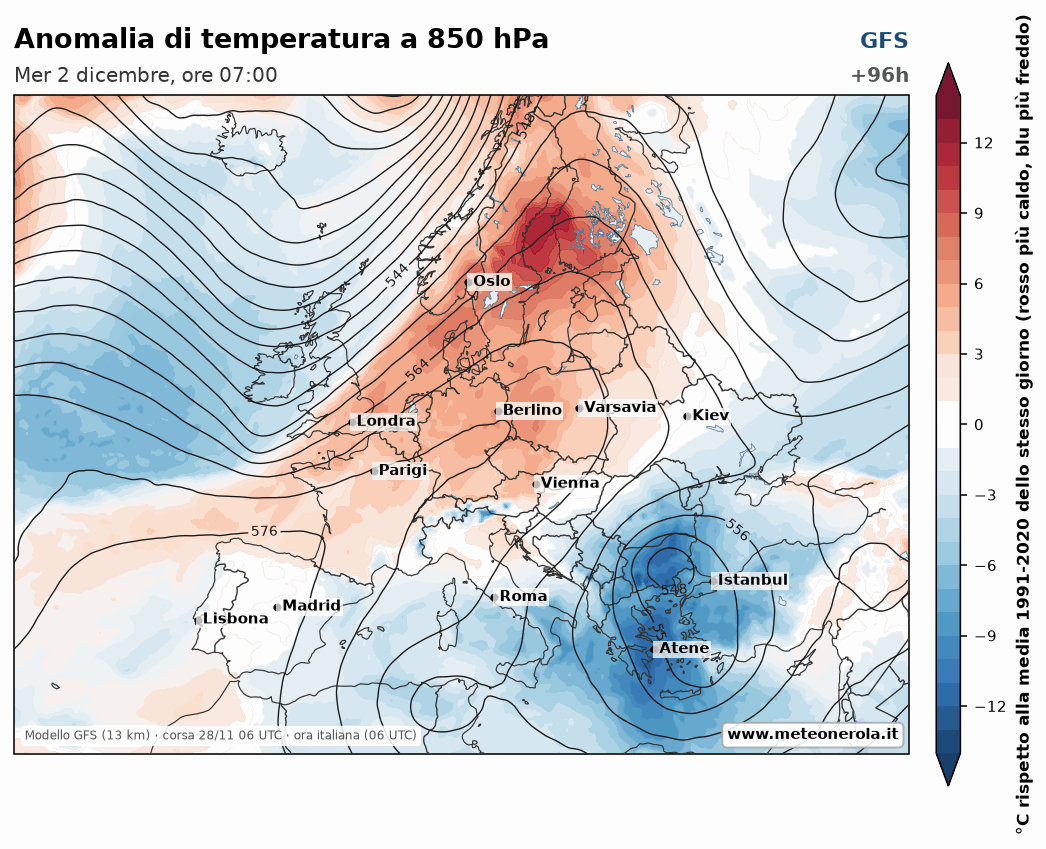 Anomalia di temperatura a 850 hPa
GFS
Mer 2 dicembre, ore 07:00
+96h
548
544
Oslo
564
Berlino
Varsavia
Londra
Kiev
Parigi
Vienna
576
556
Istanbul
548
Roma
Madrid
Lisbona
Atene
Modello GFS (13 km) · corsa 28/11 06 UTC · ora italiana (06 UTC)
www.meteonerola.it
12
9
6
3
0
−3
−6
−9
−12
°C rispetto alla media 1991-2020 dello stesso giorno (rosso più caldo, blu più freddo)